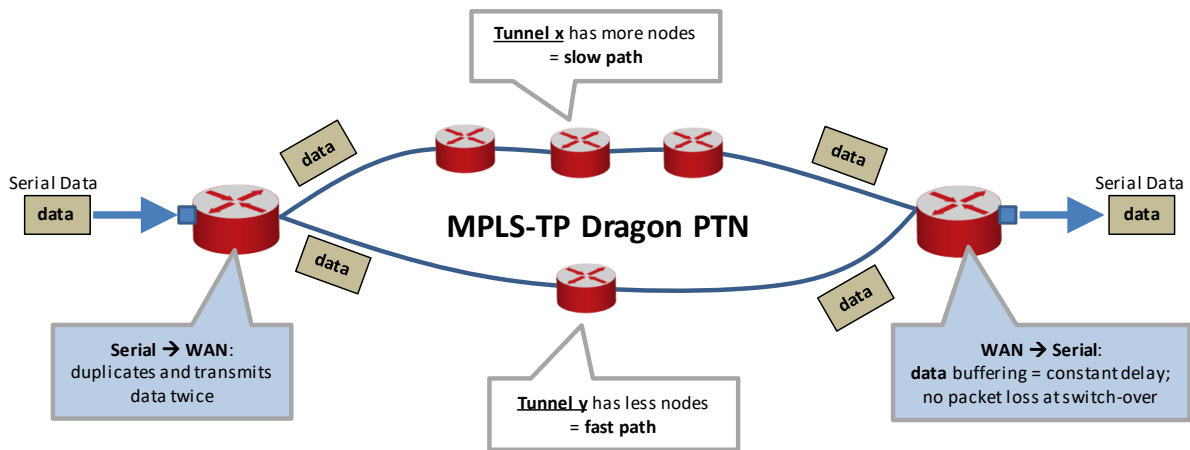 Tunnel x has more nodes
= slow path
data
data
Serial Data
data
Serial Data
data
MPLS-TP Dragon PTN
data
data
Serial → WAN:
duplicates and transmits
data twice
Tunnel y has less nodes
= fast path
WAN → Serial:
data buffering = constant delay;
no packet loss at switch-over